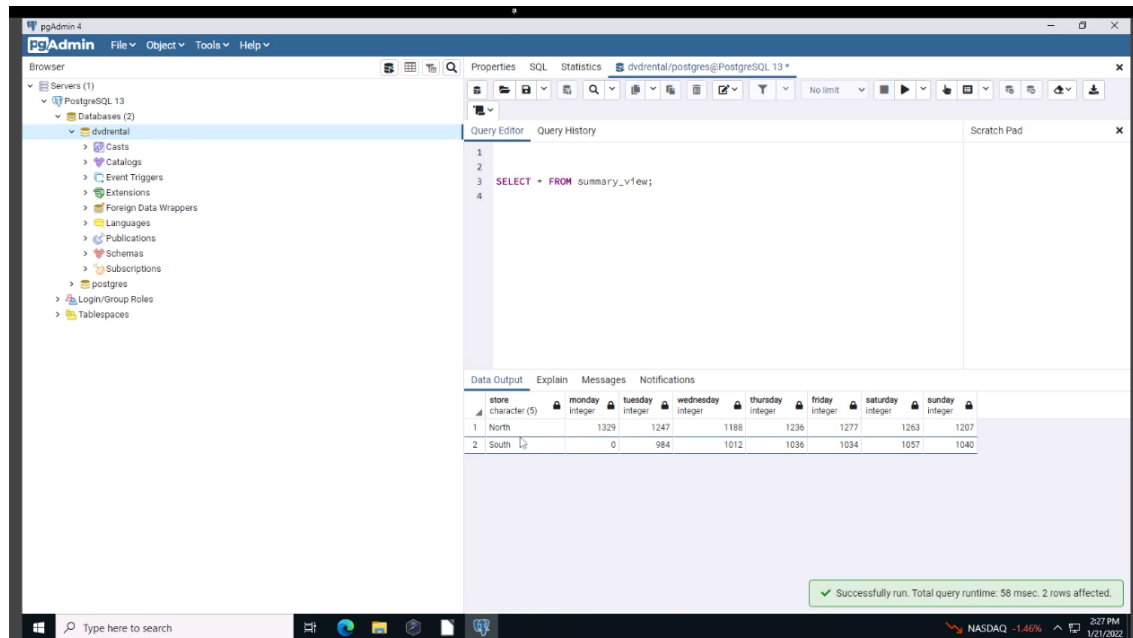 pgAdmin 4
pgAdmin File Object Tools Help
Browser
Servers (1)
PostgreSQL 13
Databases (2)
dvdrental
Casts
Catalogs
Event Triggers
Extensions
Foreign Data Wrappers
Languages
Publications
Schemas
Subscriptions
postgres
Login/Group Roles
Tablespaces
Properties SQL Statistics dvdrental/postgres@PostgreSQL 13 *
No limit
Query Editor Query History
Scratch Pad
1
2
3 SELECT * FROM summary_view;
4
Data Output Explain Messages Notifications
store monday tuesday wednesday thursday friday saturday sunday
character (5) integer integer integer integer integer integer integer
1 North 1329 1247 1188 1236 1277 1263 1207
2 South 0 984 1012 1036 1034 1057 1040
Successfully run. Total query runtime: 58 msec. 2 rows affected.
Type here to search
NASDAQ -1.46%
2:27 PM
1/21/2022